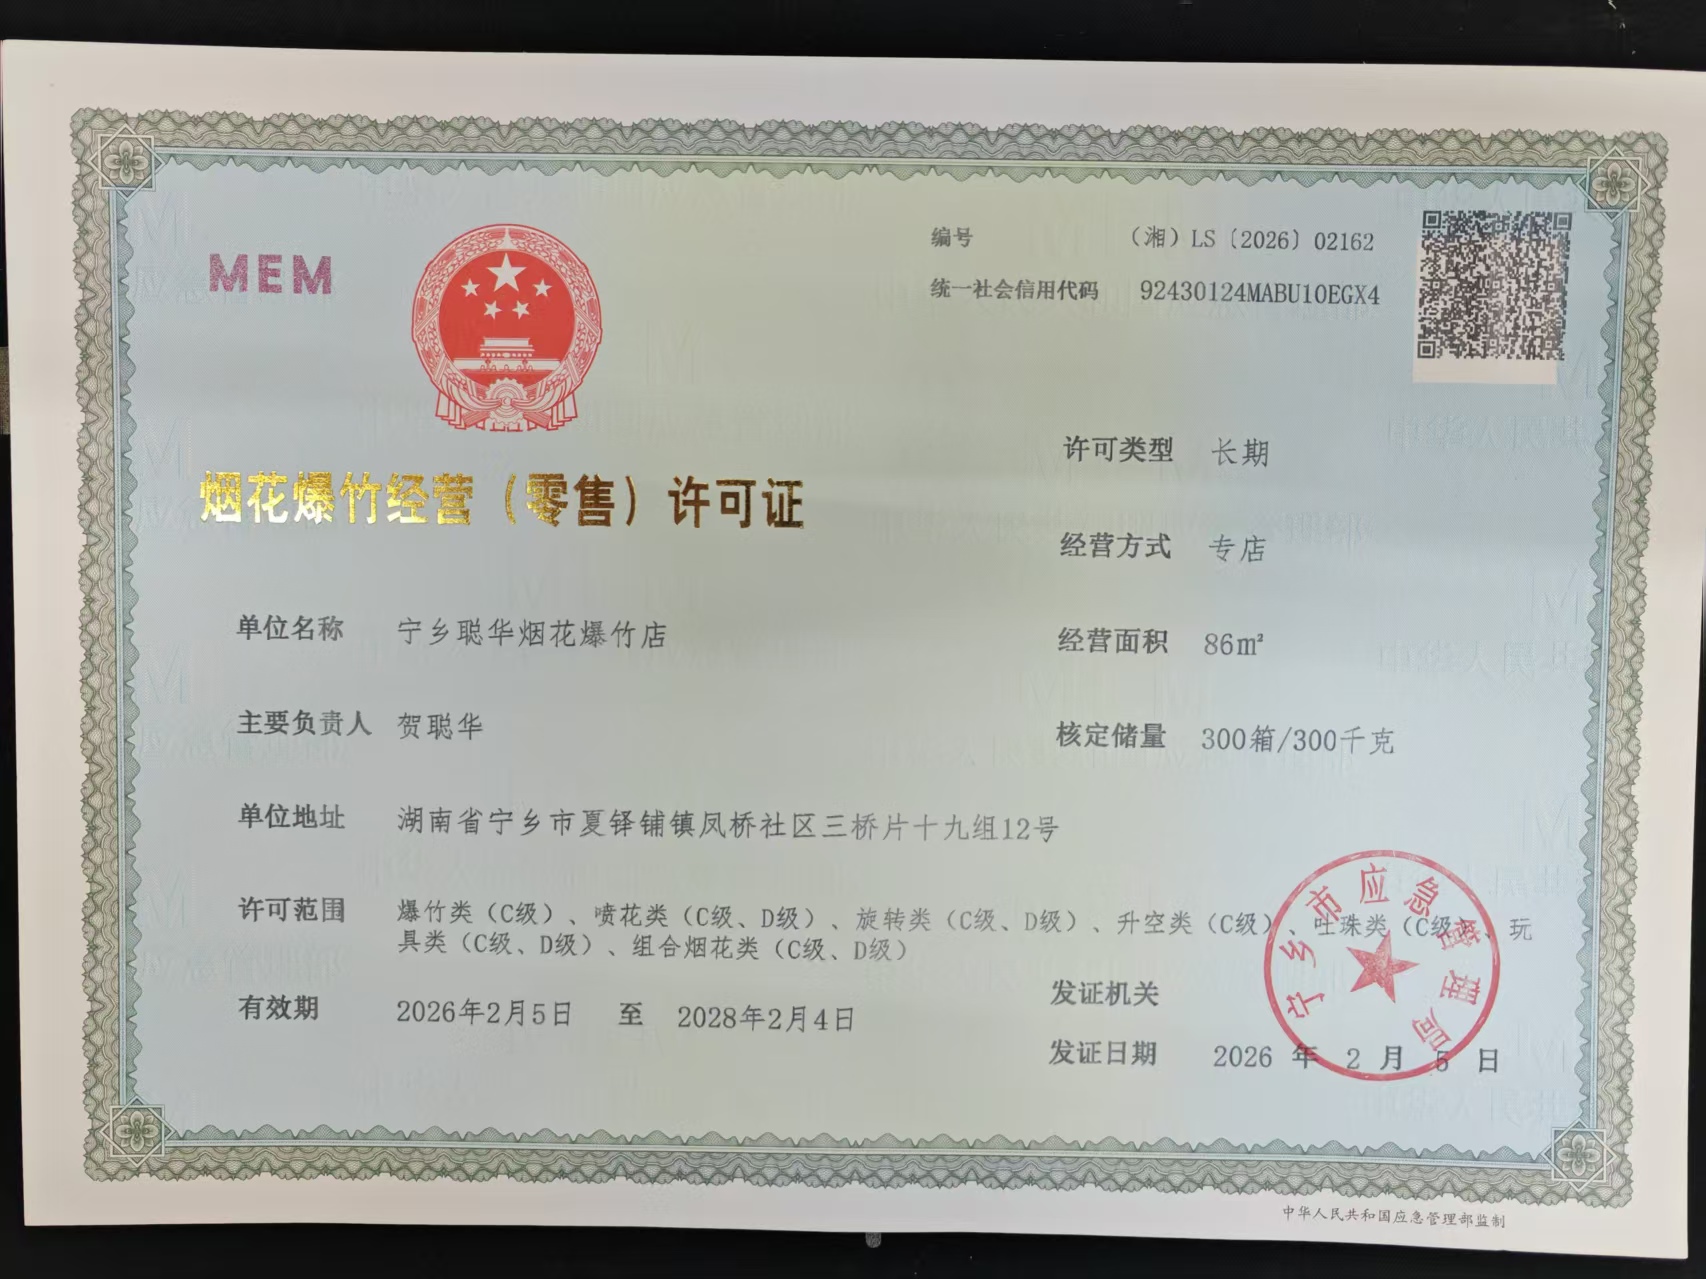 MEM
编号 （湘）LS〔2026〕02162
统一社会信用代码 92430124MABU10EGX4
烟花爆竹经营（零售）许可证
许可类型 长期
经营方式 专店
经营面积 86㎡
核定储量 300箱/300千克
单位名称 宁乡聪华烟花爆竹店
主要负责人 贺聪华
单位地址 湖南省宁乡市夏铎铺镇凤桥社区三桥片十九组12号
许可范围 爆竹类（C级）、喷花类（C级、D级）、旋转类（C级、D级）、升空类（C级）、吐珠类（C级）、玩
具类（C级、D级）、组合烟花类（C级、D级）
有效期 2026年2月5日 至 2028年2月4日
发证机关
宁乡市应急管理局
发证日期 2026 年 2 月 5 日
中华人民共和国应急管理部监制